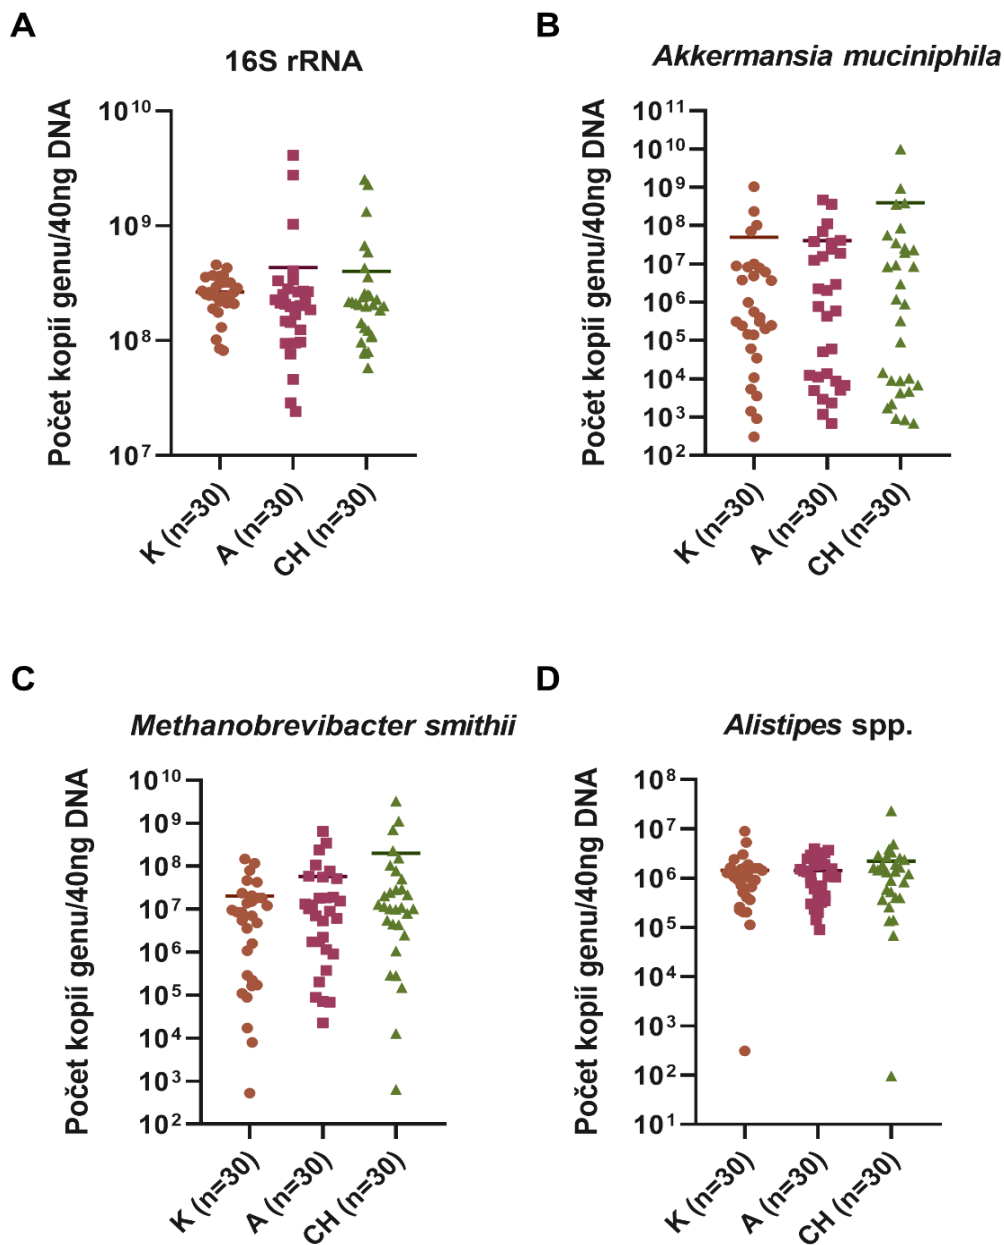 A
16S rRNA
Počet kopií genu/40ng DNA
10^10
10^9
10^8
10^7
K (n=30)
A (n=30)
CH (n=30)
B
Akkermansia muciniphila
Počet kopií genu/40ng DNA
10^11
10^10
10^9
10^8
10^7
10^6
10^5
10^4
10^3
10^2
K (n=30)
A (n=30)
CH (n=30)
C
Methanobrevibacter smithii
Počet kopií genu/40ng DNA
10^10
10^9
10^8
10^7
10^6
10^5
10^4
10^3
10^2
K (n=30)
A (n=30)
CH (n=30)
D
Alistipes spp.
Počet kopií genu/40ng DNA
10^8
10^7
10^6
10^5
10^4
10^3
10^2
10^1
K (n=30)
A (n=30)
CH (n=30)